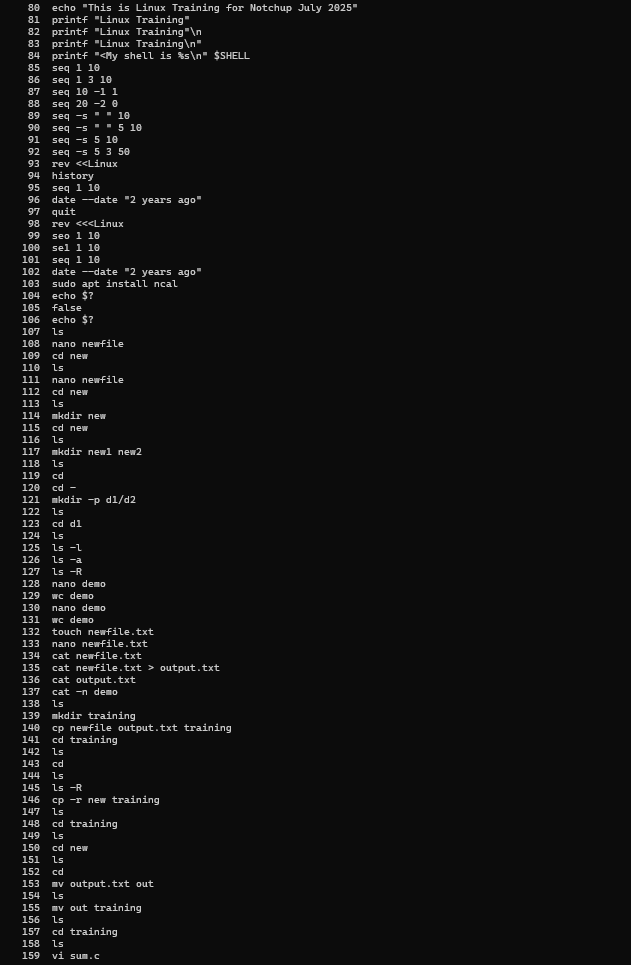 80 echo "This is Linux Training for Notchup July 2025"
81 printf "Linux Training"
82 printf "Linux Training"\n
83 printf "Linux Training\n"
84 printf "<My shell is %s\n" $SHELL
85 seq 1 10
86 seq 1 3 10
87 seq 10 -1 1
88 seq 20 -2 0
89 seq -s " " 10
90 seq -s " " 5 10
91 seq -s 5 10
92 seq -s 5 3 50
93 rev <<Linux
94 history
95 seq 1 10
96 date --date "2 years ago"
97 quit
98 rev <<<Linux
99 seo 1 10
100 se1 1 10
101 seq 1 10
102 date --date "2 years ago"
103 sudo apt install ncal
104 echo $?
105 false
106 echo $?
107 ls
108 nano newfile
109 cd new
110 ls
111 nano newfile
112 cd new
113 ls
114 mkdir new
115 cd new
116 ls
117 mkdir new1 new2
118 ls
119 cd
120 cd -
121 mkdir -p d1/d2
122 ls
123 cd d1
124 ls
125 ls -l
126 ls -a
127 ls -R
128 nano demo
129 wc demo
130 nano demo
131 wc demo
132 touch newfile.txt
133 nano newfile.txt
134 cat newfile.txt
135 cat newfile.txt > output.txt
136 cat output.txt
137 cat -n demo
138 ls
139 mkdir training
140 cp newfile output.txt training
141 cd training
142 ls
143 cd
144 ls
145 ls -R
146 cp -r new training
147 ls
148 cd training
149 ls
150 cd new
151 ls
152 cd
153 mv output.txt out
154 ls
155 mv out training
156 ls
157 cd training
158 ls
159 vi sum.c